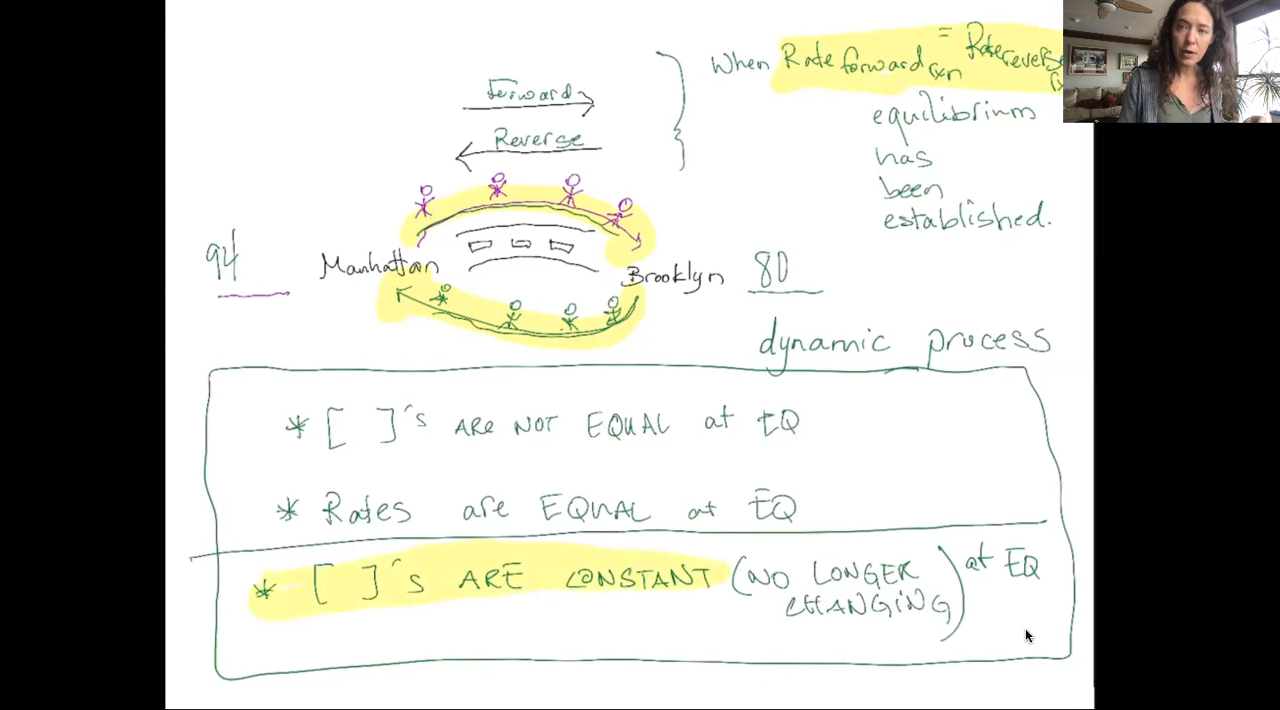 When Rate forward rxn = Rate reverse
equilibrium
has
been
established.
Forward
Reverse
94
Manhattan
Brooklyn
80
dynamic process
* [ ]'s ARE NOT EQUAL at EQ
* Rates are EQUAL at EQ
* [ ]'s ARE CONSTANT (NO LONGER CHANGING) at EQ